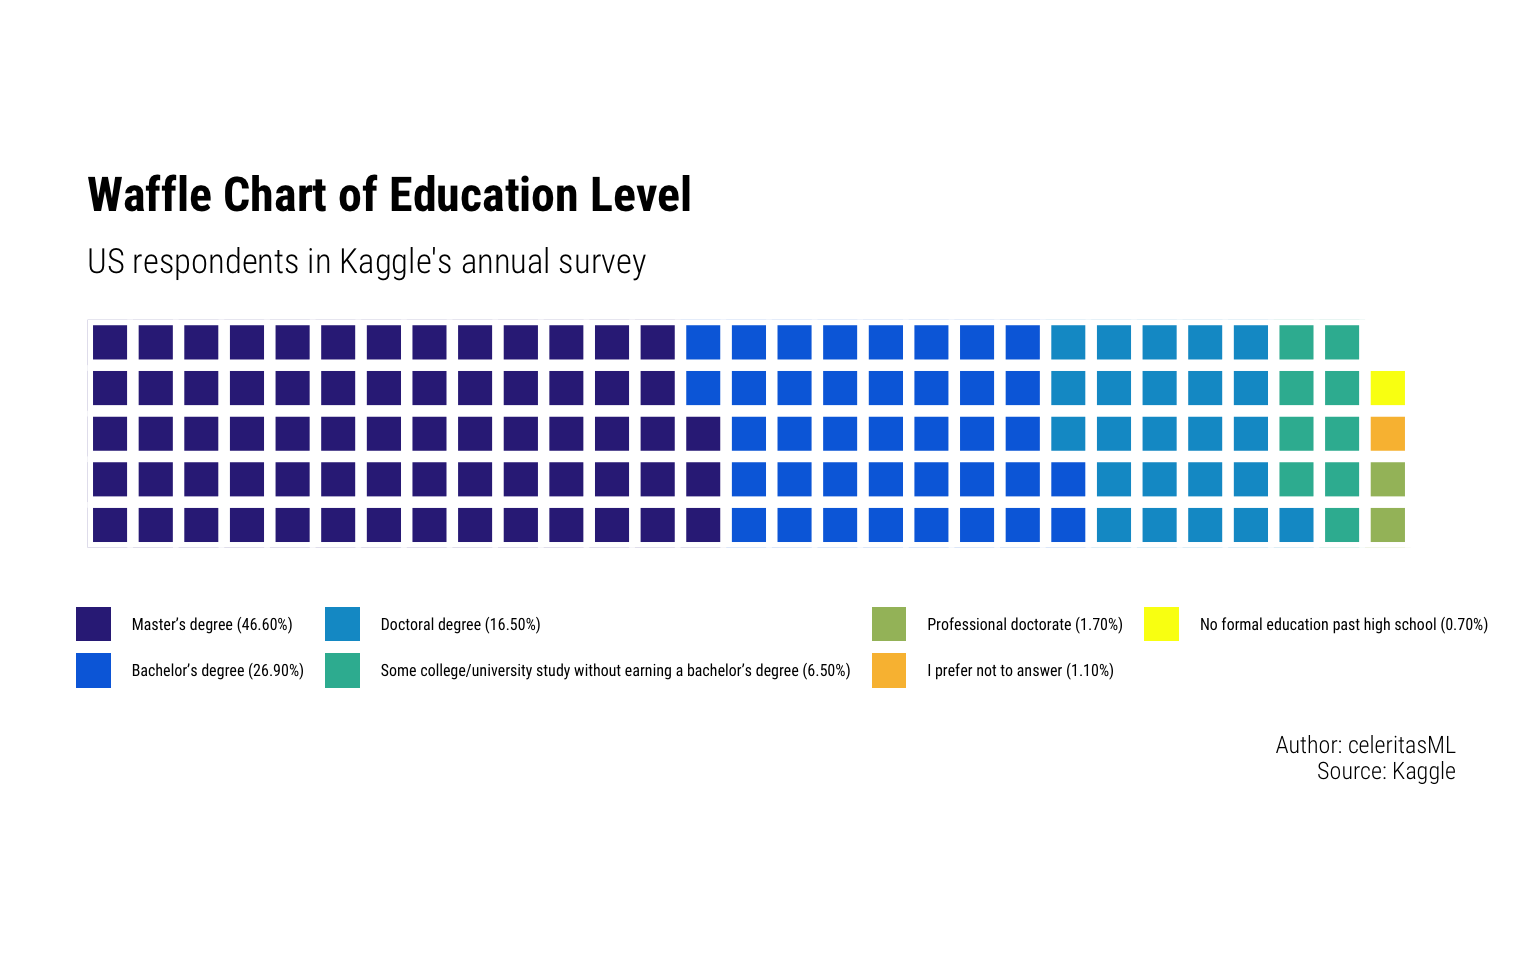 Waffle Chart of Education Level
US respondents in Kaggle's annual survey
Master’s degree (46.60%)
Doctoral degree (16.50%)
Professional doctorate (1.70%)
No formal education past high school (0.70%)
Bachelor’s degree (26.90%)
Some college/university study without earning a bachelor’s degree (6.50%)
I prefer not to answer (1.10%)
Author: celeritasML
Source: Kaggle